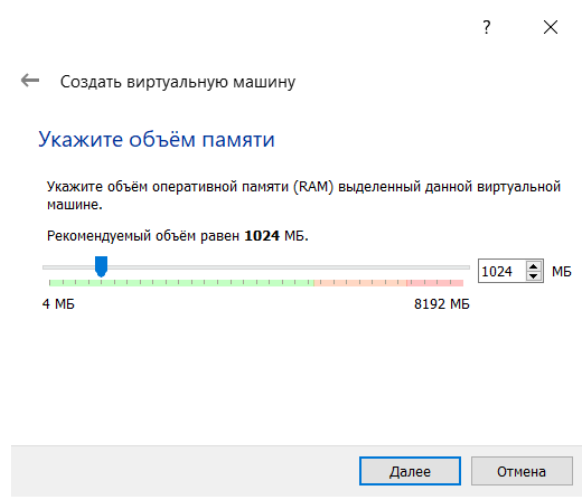 ?
← Создать виртуальную машину
Укажите объём памяти
Укажите объём оперативной памяти (RAM) выделенный данной виртуальной
машине.
Рекомендуемый объём равен 1024 МБ.
1024 МБ
4 МБ 8192 МБ
Далее Отмена